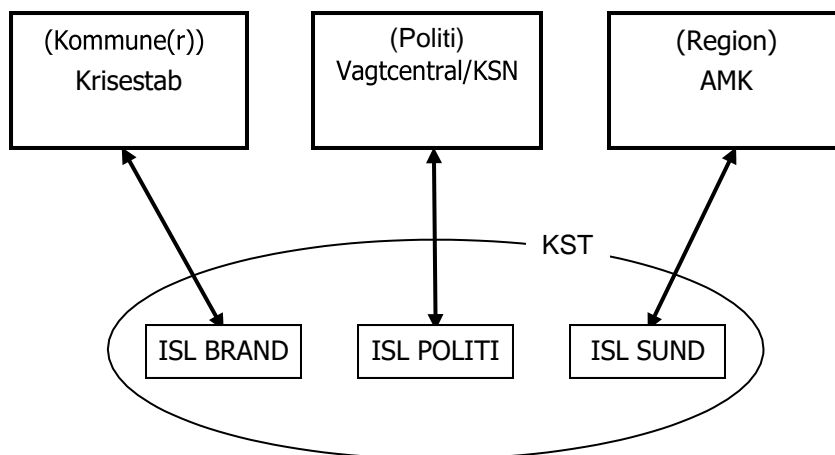 (Kommune(r))
Krisestab
(Politi)
Vagtcentral/KSN
(Region)
AMK
KST
ISL BRAND
ISL POLITI
ISL SUND